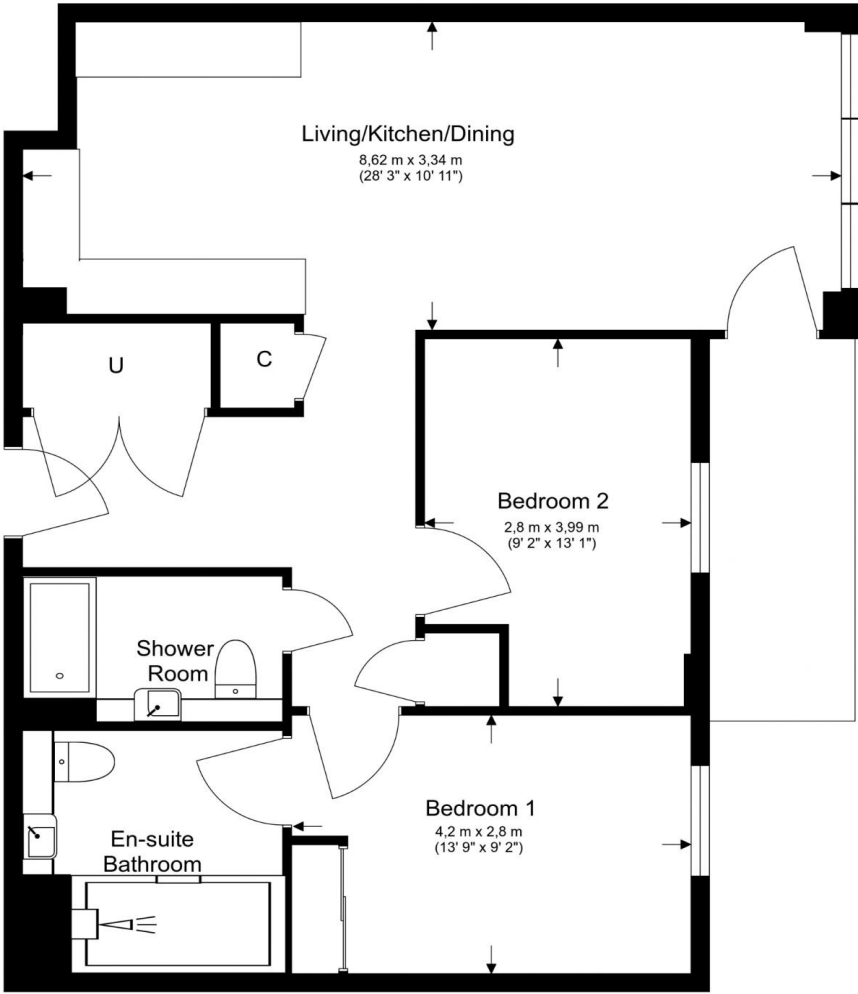 Living/Kitchen/Dining
8,62 m x 3,34 m
(28' 3" x 10' 11")
U
C
Bedroom 2
2,8 m x 3,99 m
(9' 2" x 13' 1")
Shower
Room
Bedroom 1
4,2 m x 2,8 m
(13' 9" x 9' 2")
En-suite
Bathroom